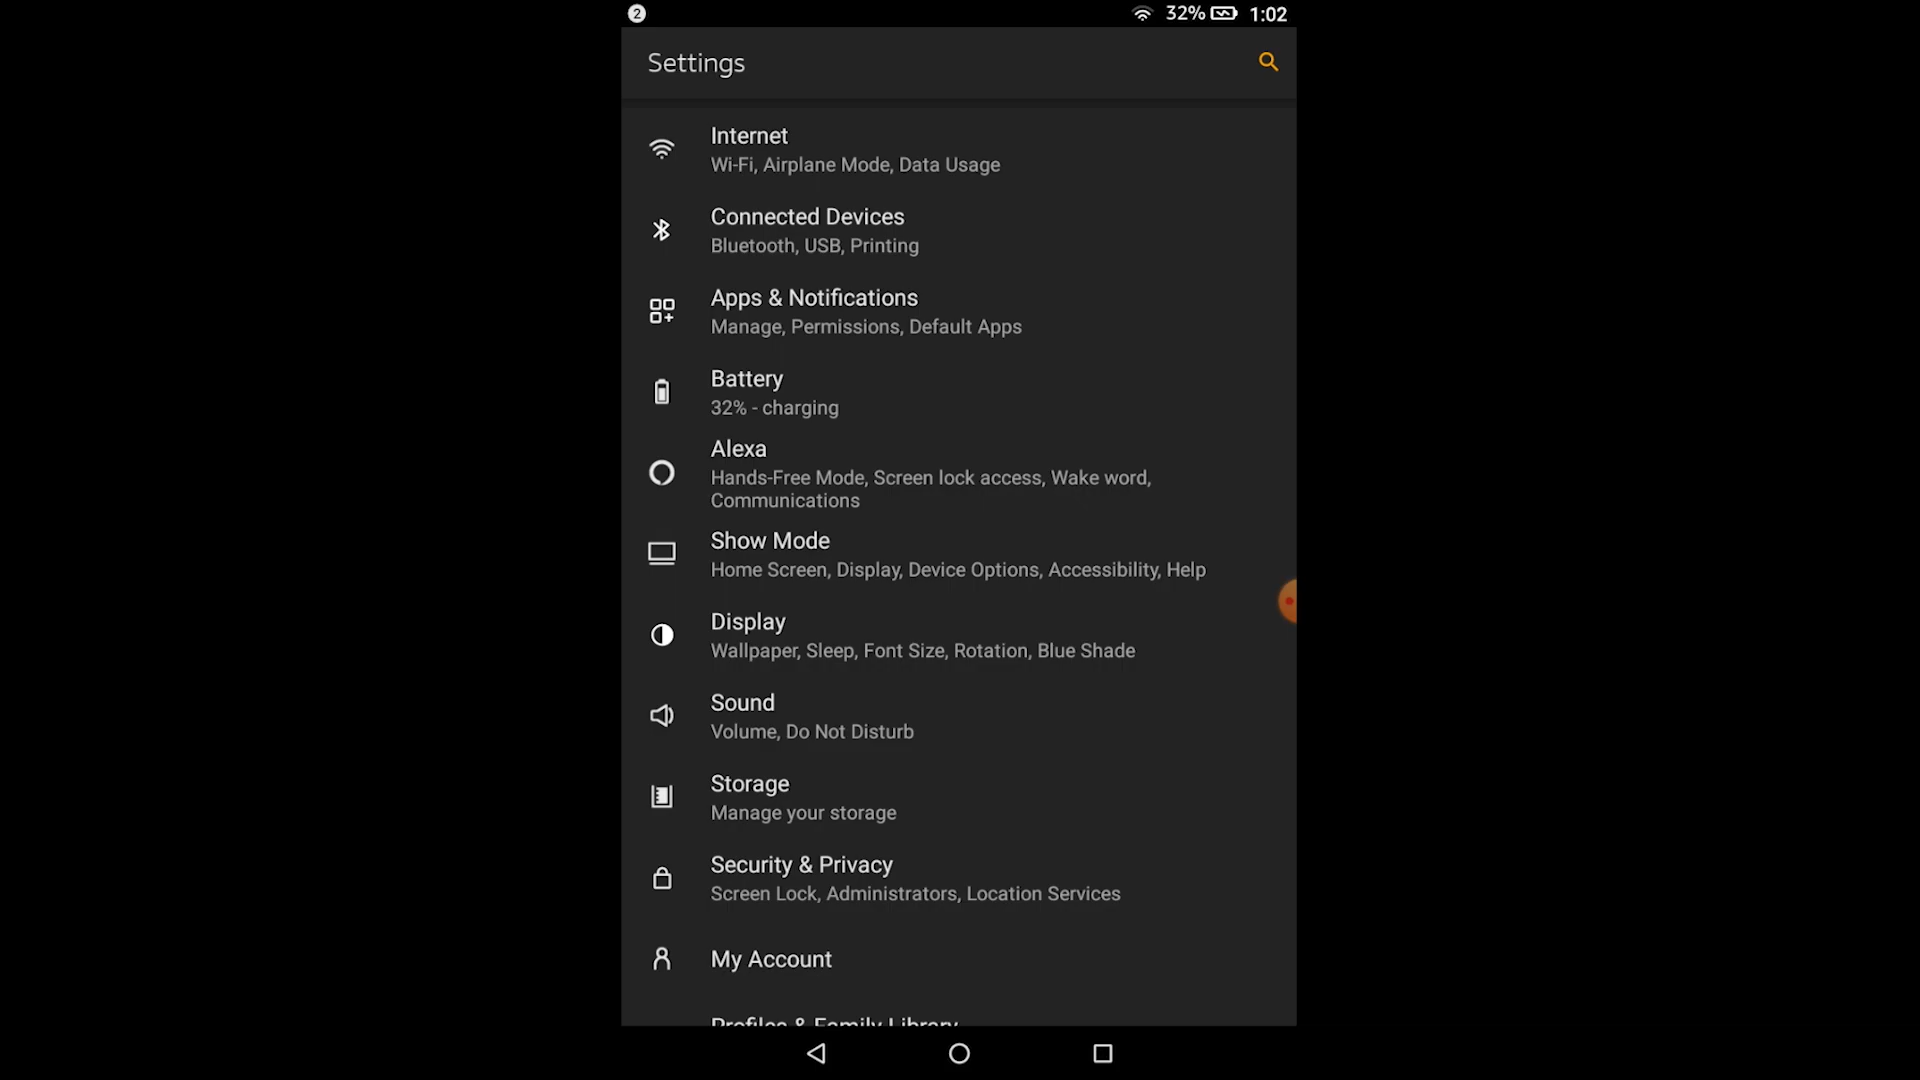 2
32%
1:02
Settings
Internet
Wi-Fi, Airplane Mode, Data Usage
Connected Devices
Bluetooth, USB, Printing
Apps & Notifications
Manage, Permissions, Default Apps
Battery
32% - charging
Alexa
Hands-Free Mode, Screen lock access, Wake word,
Communications
Show Mode
Home Screen, Display, Device Options, Accessibility, Help
Display
Wallpaper, Sleep, Font Size, Rotation, Blue Shade
Sound
Volume, Do Not Disturb
Storage
Manage your storage
Security & Privacy
Screen Lock, Administrators, Location Services
My Account
Profiles & Family Library